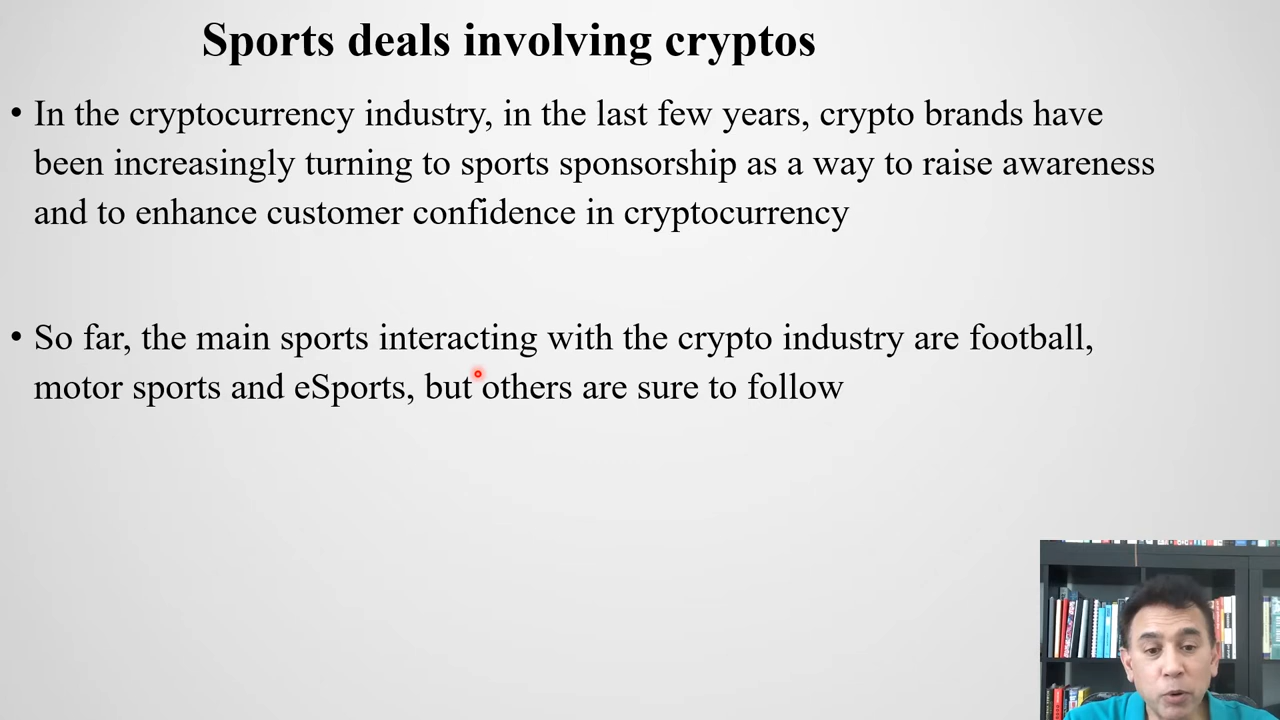 Sports deals involving cryptos
• In the cryptocurrency industry, in the last few years, crypto brands have
been increasingly turning to sports sponsorship as a way to raise awareness
and to enhance customer confidence in cryptocurrency
• So far, the main sports interacting with the crypto industry are football,
motor sports and eSports, but others are sure to follow